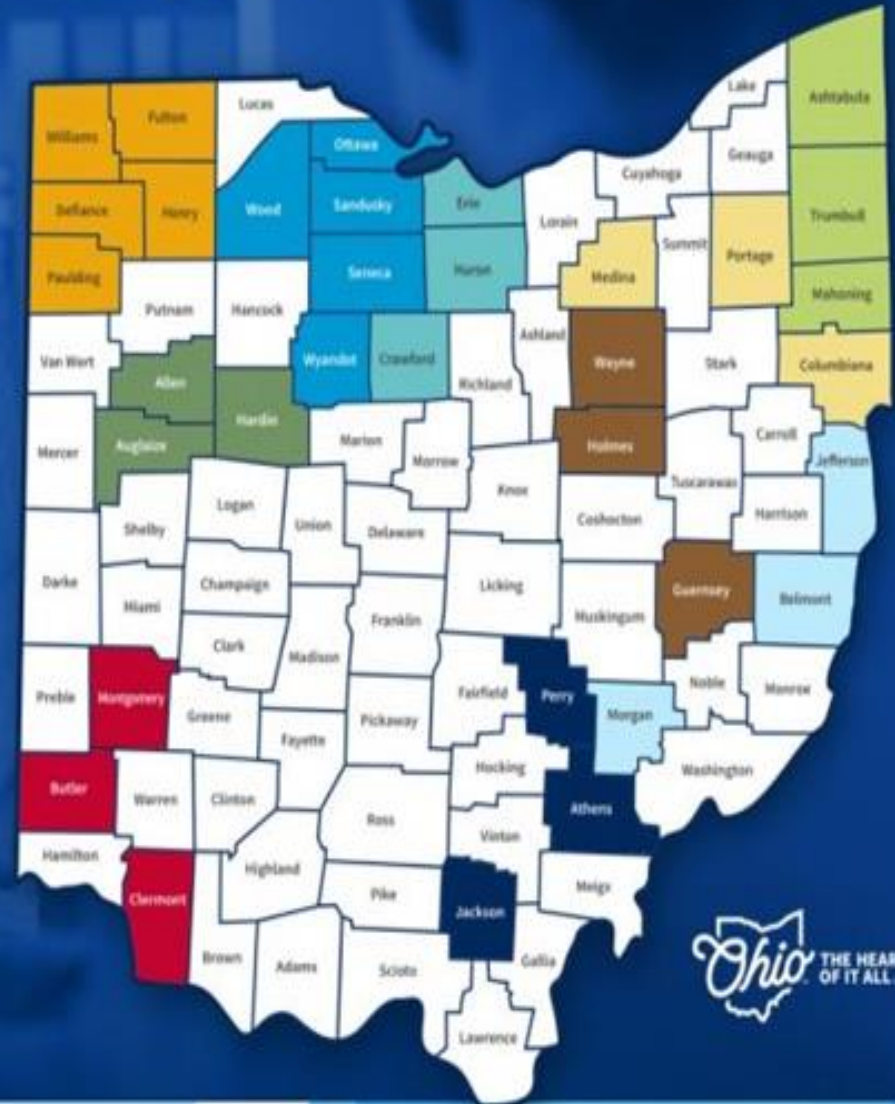 Lake
Ashtabula
Williams
Fulton
Lucas
Ottawa
Geauga
Cuyahoga
Defiance
Henry
Wood
Sandusky
Erie
Lorain
Summit
Trumbull
Paulding
Seneca
Huron
Medina
Portage
Mahoning
Putnam
Hancock
Ashland
Van Wert
Allen
Wyandot
Crawford
Richland
Wayne
Stark
Columbiana
Mercer
Auglaize
Hardin
Marion
Morrow
Holmes
Carroll
Jefferson
Knox
Tuscarawas
Shelby
Logan
Union
Delaware
Coshocton
Harrison
Darke
Miami
Champaign
Licking
Muskingum
Guernsey
Belmont
Clark
Franklin
Madison
Preble
Montgomery
Greene
Fairfield
Perry
Noble
Monroe
Fayette
Pickaway
Morgan
Butler
Warren
Clinton
Hocking
Washington
Hamilton
Ross
Vinton
Athens
Highland
Clermont
Pike
Jackson
Meigs
Brown
Adams
Scioto
Gallia
Lawrence
Ohio THE HEAR
OF IT ALL